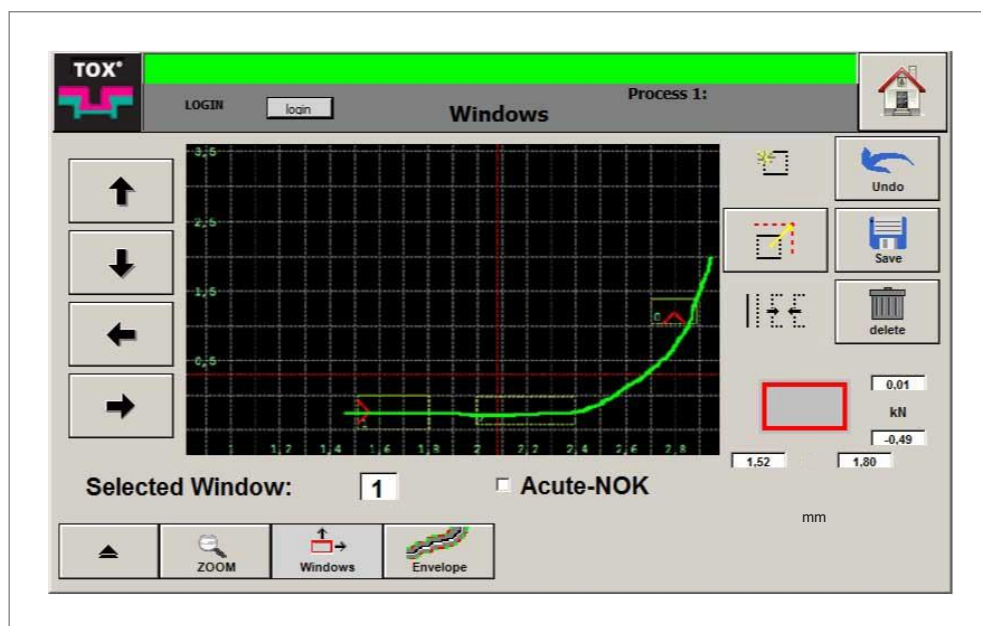 TOX®
LOGIN
login
Windows
Process 1:
3,5
2,5
1,5
0,5
1,2 1,4 1,6 1,8 2 2,2 2,4 2,6 2,8
Undo
Save
delete
0,01
kN
-0,49
1,52
1,80
mm
Selected Window:
1
Acute-NOK
ZOOM
Windows
Envelope